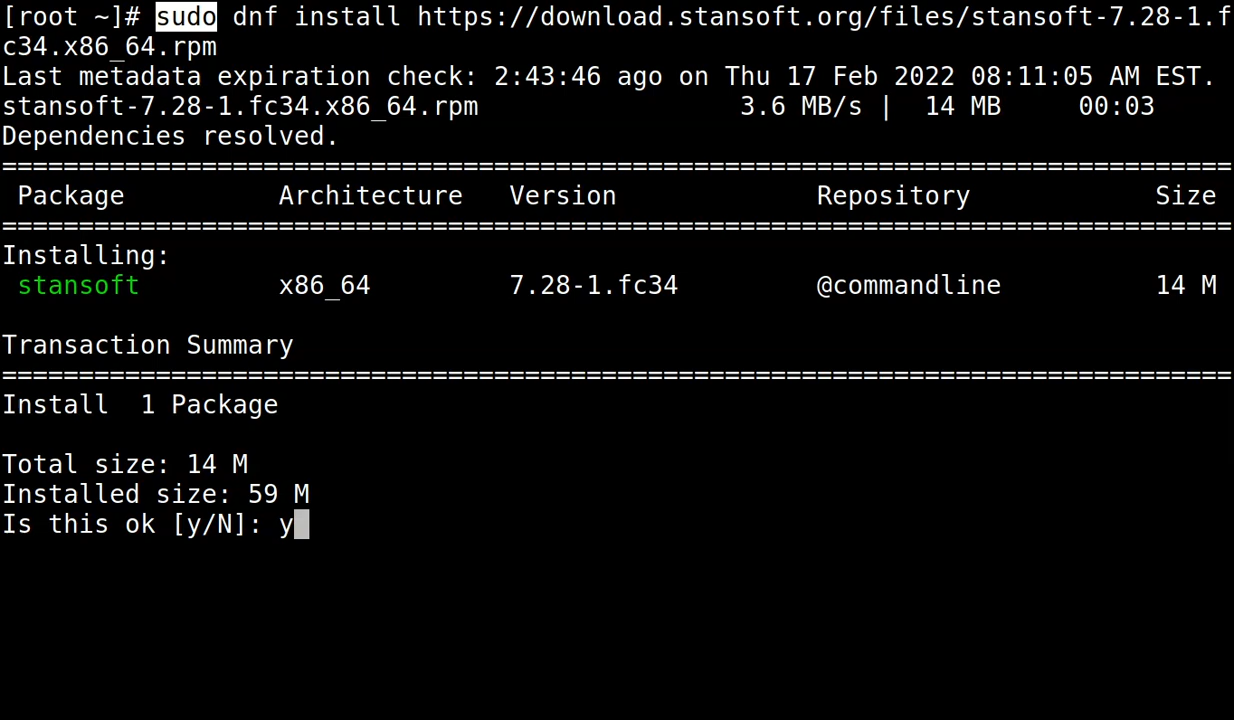 [root ~]# sudo dnf install https://download.stansoft.org/files/stansoft-7.28-1.f
c34.x86_64.rpm
Last metadata expiration check: 2:43:46 ago on Thu 17 Feb 2022 08:11:05 AM EST.
stansoft-7.28-1.fc34.x86_64.rpm                 3.6 MB/s |  14 MB     00:03
Dependencies resolved.
================================================================================
 Package          Architecture   Version             Repository            Size
================================================================================
Installing:
 stansoft         x86_64         7.28-1.fc34         @commandline          14 M

Transaction Summary
================================================================================
Install  1 Package

Total size: 14 M
Installed size: 59 M
Is this ok [y/N]: y